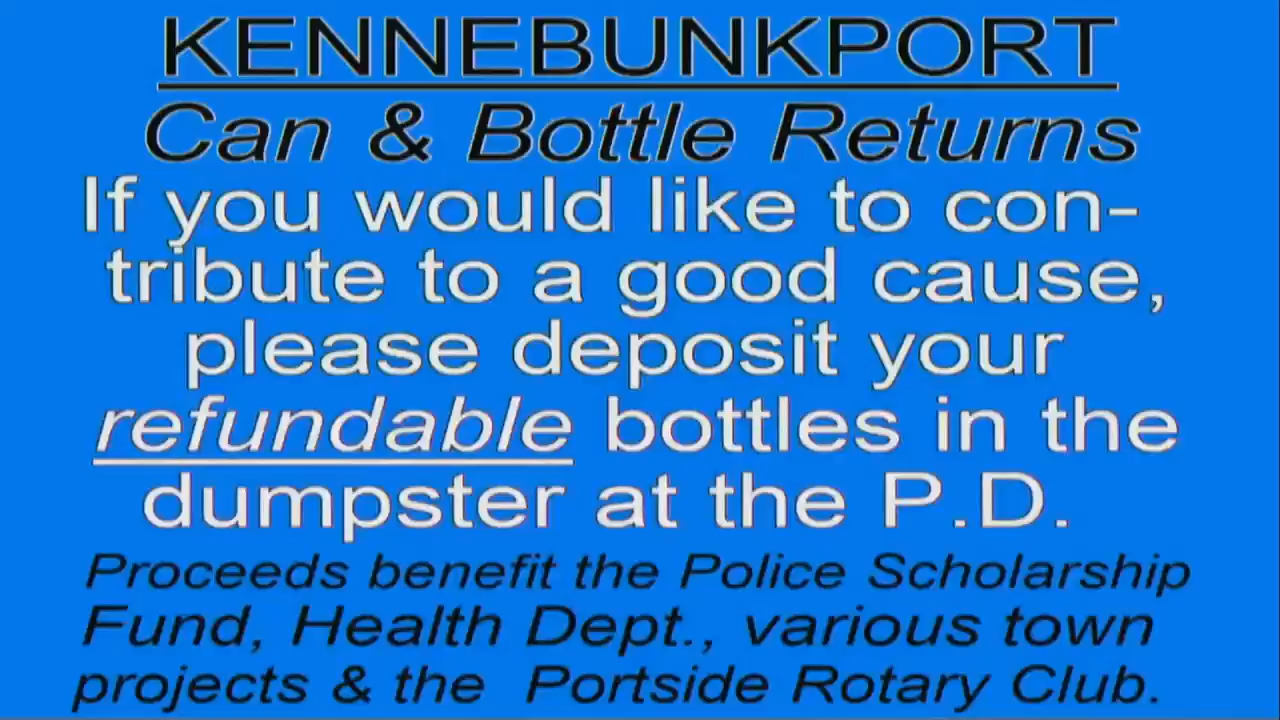 KENNEBUNKPORT
Can & Bottle Returns
If you would like to con-
tribute to a good cause,
please deposit your
refundable bottles in the
dumpster at the P.D.
Proceeds benefit the Police Scholarship
Fund, Health Dept., various town
projects & the Portside Rotary Club.